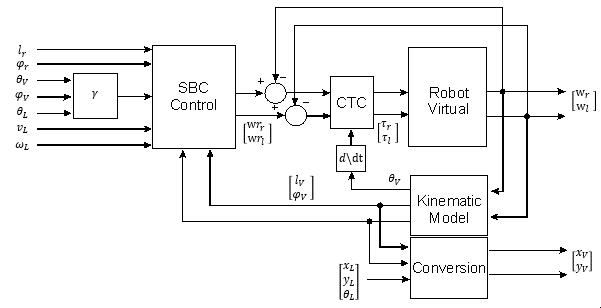 l_r
φ_r
θ_V
φ_V
θ_L
v_L
ω_L
γ
SBC
Control
+
−
+
−
[wr_r
wr_l]
CTC
[τ_r
τ_l]
Robot
Virtual
[w_r
w_l]
d\dt
θ_V
[l_V
φ_V]
Kinematic
Model
Conversion
[x_L
y_L
θ_L]
[x_V
y_V]